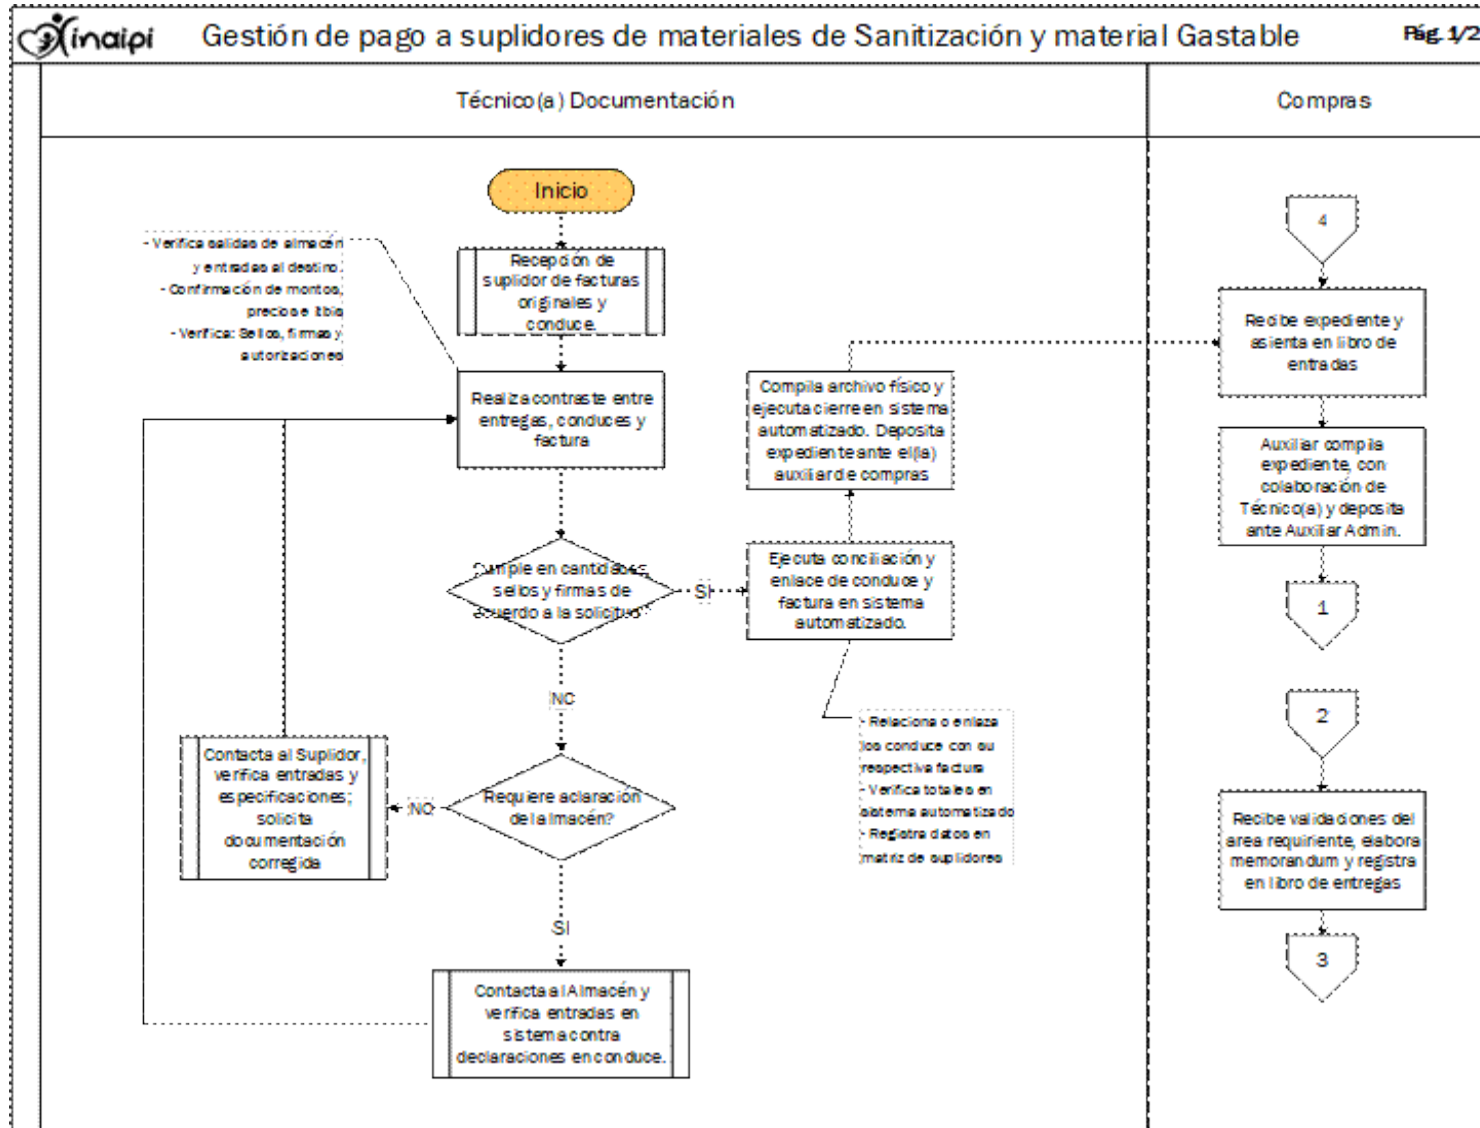 inaipi
Gestión de pago a suplidores de materiales de Sanitización y material Gastable
Pág. 1/2
Técnico(a) Documentación
Compras
Inicio
- Verifica salidas de almacén
y entradas al destino.
- Confirmación de montos,
precios e itbis
- Verifica: Sellos, firmas y
autorizaciones
Recepción de
suplidor de facturas
originales y
conduce.
Realiza contraste entre
entregas, conduces y
factura
Cumple en cantidades,
sellos y firmas de
acuerdo a la solicitud?
SI
NO
Ejecuta conciliación y
enlace de conduce y
factura en sistema
automatizado.
Compila archivo físico y
ejecuta cierre en sistema
automatizado. Deposita
expediente ante el(la)
auxiliar de compras
- Relaciona o enlaza
los conduce con su
respectiva factura
- Verifica totales en
sistema automatizado
- Registra datos en
matriz de suplidores
Requiere aclaración
del almacén?
NO
SI
Contacta al Suplidor,
verifica entradas y
especificaciones;
solicita
documentación
corregida
Contacta al Almacén y
verifica entradas en
sistema contra
declaraciones en conduce.
4
Recibe expediente y
asienta en libro de
entradas
Auxiliar compila
expediente, con
colaboración de
Técnico(a) y deposita
ante Auxiliar Admin.
1
2
Recibe validaciones del
area requiriente, elabora
memorandum y registra
en libro de entregas
3